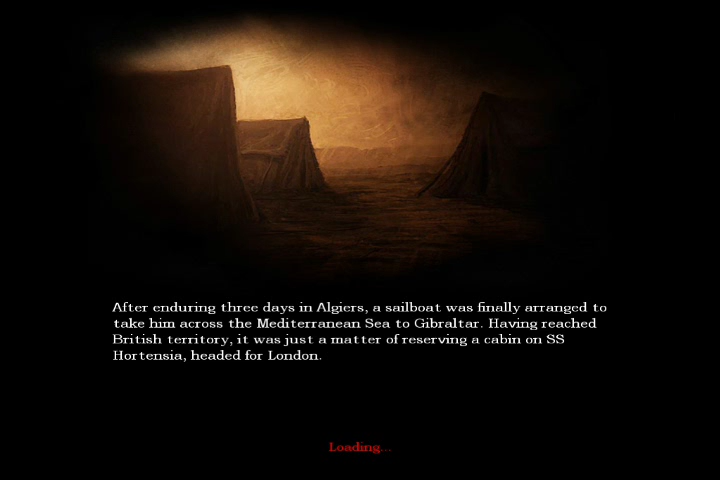 After enduring three days in Algiers, a sailboat was finally arranged to
take him across the Mediterranean Sea to Gibraltar. Having reached
British territory, it was just a matter of reserving a cabin on SS
Hortensia, headed for London.
Loading...